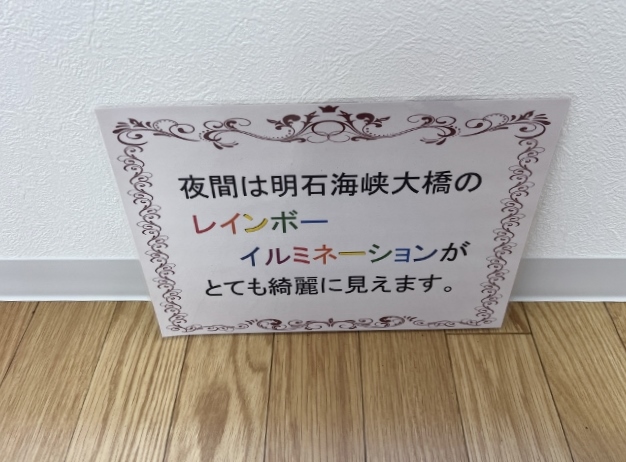 夜間は明石海峡大橋の
レインボー
イルミネーションが
とても綺麗に見えます。